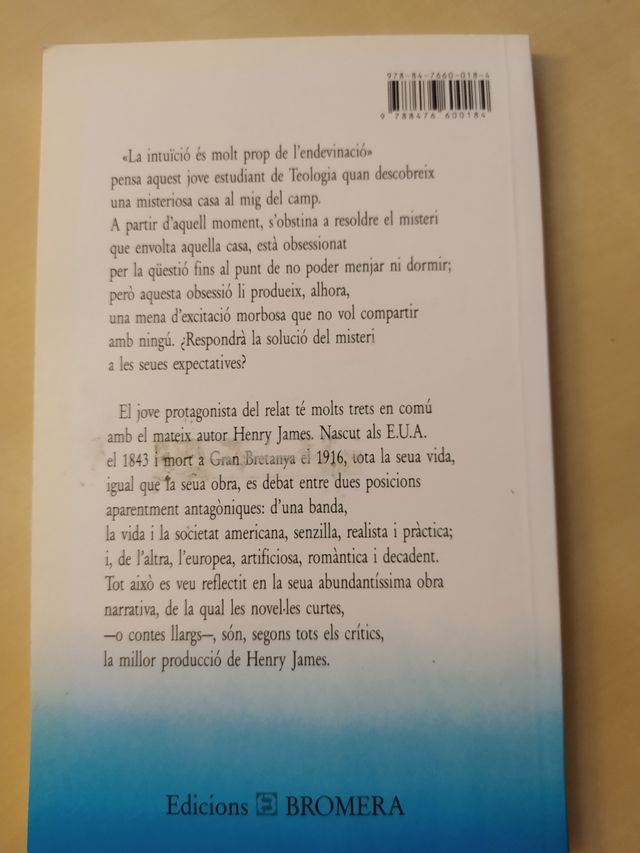 978-84-7660-018-4
9 788476 600184
«La intuïció és molt prop de l'endevinació»
pensa aquest jove estudiant de Teologia quan descobreix
una misteriosa casa al mig del camp.
A partir d'aquell moment, s'obstina a resoldre el misteri
que envolta aquella casa, està obsessionat
per la qüestió fins al punt de no poder menjar ni dormir;
però aquesta obsessió li produeix, alhora,
una mena d'excitació morbosa que no vol compartir
amb ningú. ¿Respondrà la solució del misteri
a les seues expectatives?
El jove protagonista del relat té molts trets en comú
amb el mateix autor Henry James. Nascut als E.U.A.
el 1843 i mort a Gran Bretanya el 1916, tota la seua vida,
igual que la seua obra, es debat entre dues posicions
aparentment antagòniques: d'una banda,
la vida i la societat americana, senzilla, realista i pràctica;
i, de l'altra, l'europea, artificiosa, romàntica i decadent.
Tot això es veu reflectit en la seua abundantíssima obra
narrativa, de la qual les novel·les curtes,
—o contes llargs—, són, segons tots els crítics,
la millor producció de Henry James.
Edicions BROMERA